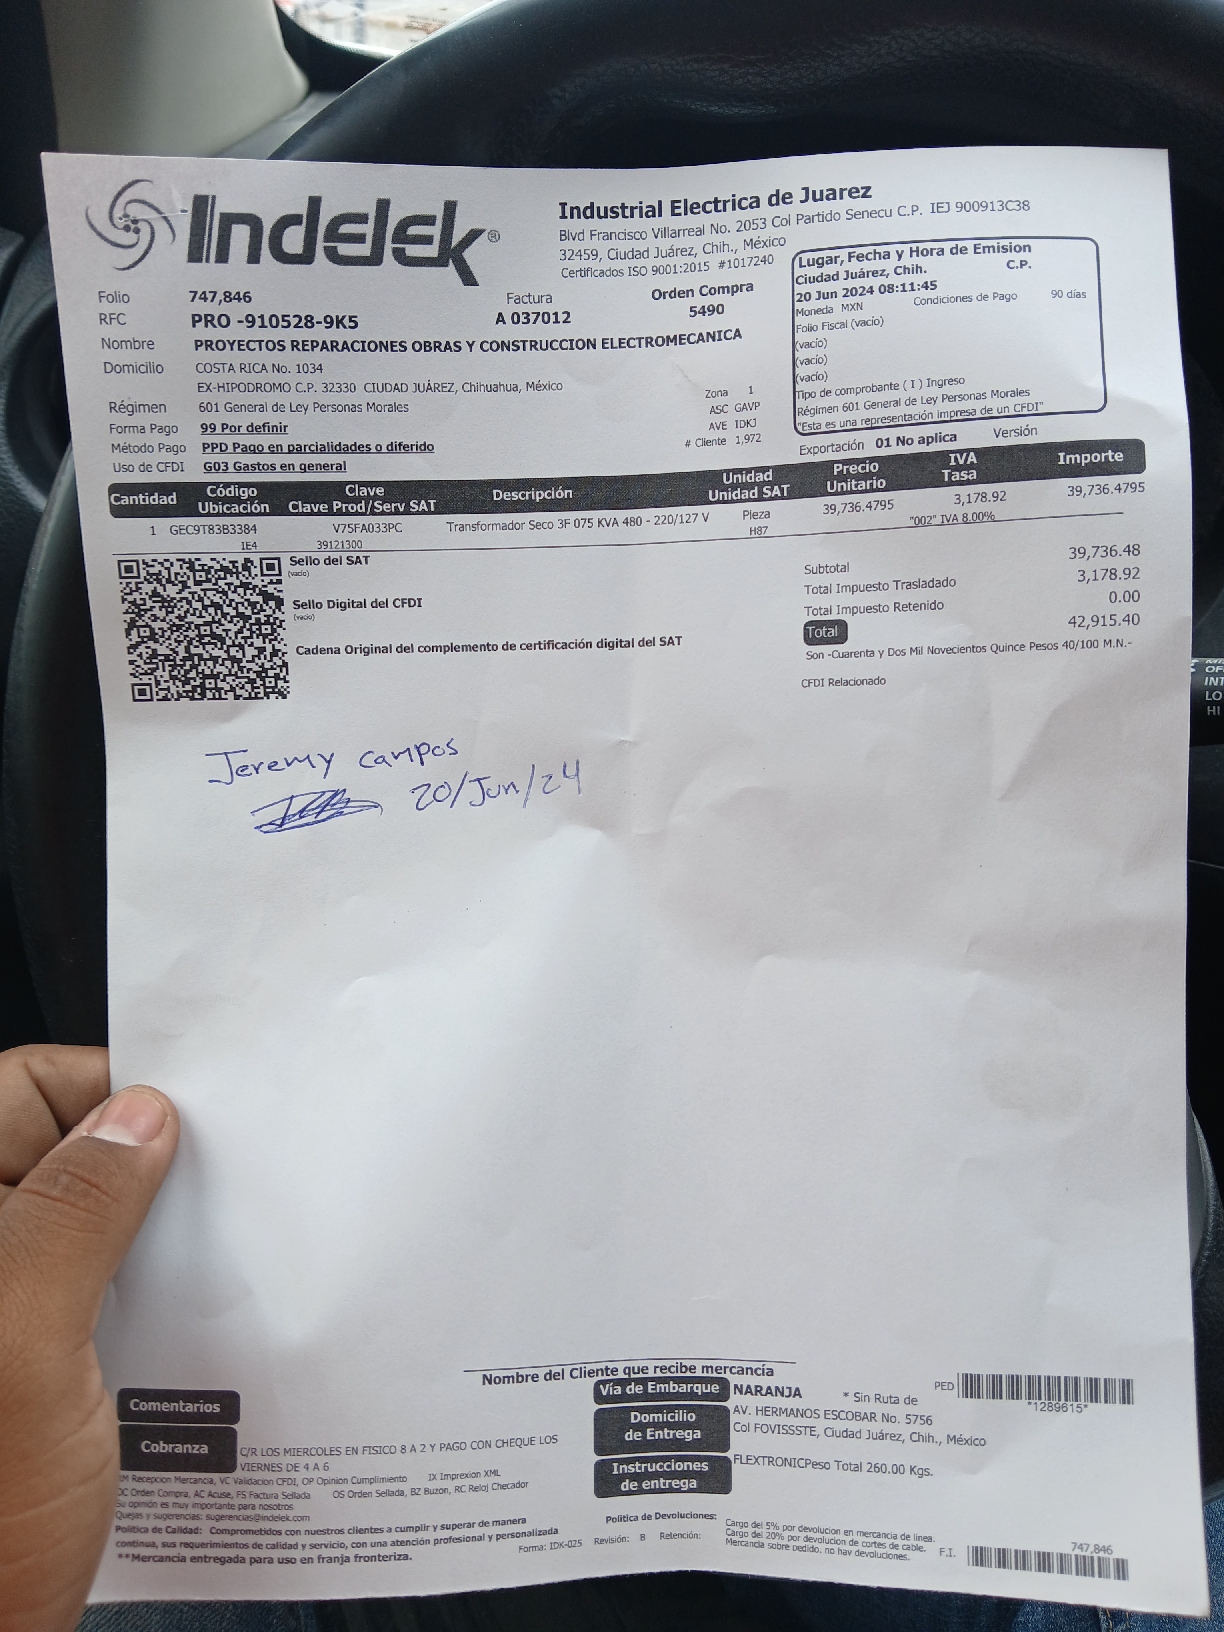 Indelek®
Industrial Electrica de Juarez
Blvd Francisco Villarreal No. 2053 Col Partido Senecu C.P. IEJ 900913C38
32459, Ciudad Juárez, Chih., México
Certificados ISO 9001:2015 #1017240
Lugar, Fecha y Hora de Emision
Ciudad Juárez, Chih. C.P.
20 Jun 2024 08:11:45
Moneda MXN Condiciones de Pago 90 días
Folio Fiscal (vacio)
(vacio)
(vacio)
(vacio)
Tipo de comprobante ( I ) Ingreso
Régimen 601 General de Ley Personas Morales
"Esta es una representación impresa de un CFDI"
Folio 747,846 Factura Orden Compra
RFC PRO -910528-9K5 A 037012 5490
Nombre PROYECTOS REPARACIONES OBRAS Y CONSTRUCCION ELECTROMECANICA
Domicilio COSTA RICA No. 1034
EX-HIPODROMO C.P. 32330 CIUDAD JUÁREZ, Chihuahua, México
Régimen 601 General de Ley Personas Morales
Forma Pago 99 Por definir
Método Pago PPD Pago en parcialidades o diferido
Uso de CFDI G03 Gastos en general
Zona 1
ASC GAVP
AVE IDKJ
# Cliente 1,972
Exportación 01 No aplica Versión
Cantidad Código Ubicación Clave Clave Prod/Serv SAT Descripción Unidad Unidad SAT Precio Unitario IVA Tasa Importe
1 GEC9T83B3384 V75FA033PC Transformador Seco 3F 075 KVA 480 - 220/127 V Pieza 39,736.4795 3,178.92 39,736.4795
IE4 39121300 H87 "002" IVA 8.00%
Sello del SAT
(vacio)
Sello Digital del CFDI
(vacio)
Cadena Original del complemento de certificación digital del SAT
Subtotal 39,736.48
Total Impuesto Trasladado 3,178.92
Total Impuesto Retenido 0.00
Total 42,915.40
Son -Cuarenta y Dos Mil Novecientos Quince Pesos 40/100 M.N.-
CFDI Relacionado
Jeremy Campos
20/Jun/24
Nombre del Cliente que recibe mercancía
Comentarios
Cobranza C/R LOS MIERCOLES EN FISICO 8 A 2 Y PAGO CON CHEQUE LOS
VIERNES DE 4 A 6
Vía de Embarque NARANJA * Sin Ruta de
PED *1289615*
Domicilio de Entrega AV. HERMANOS ESCOBAR No. 5756
Col FOVISSSTE, Ciudad Juárez, Chih., México
Instrucciones de entrega FLEXTRONICPeso Total 260.00 Kgs.
Recepcion Mercancia, VC Validacion CFDI, OP Opinion Cumplimiento IX Imprexion XML
OC Orden Compra, AC Acuse, FS Factura Sellada OS Orden Sellada, BZ Buzon, RC Reloj Checador
Su opinión es muy importante para nosotros
Quejas y sugerencias: sugerencias@indelek.com
Politica de Calidad: Comprometidos con nuestros clientes a cumplir y superar de manera
continua, sus requerimientos de calidad y servicio, con una atención profesional y personalizada
**Mercancia entregada para uso en franja fronteriza.
Forma: IDK-025 Revisión: B Retención:
Politica de Devoluciones: Cargo del 5% por devolucion en mercancia de linea.
Cargo del 20% por devolucion de cortes de cable.
Mercancia sobre pedido, no hay devoluciones.
F.I. 747,846
MI
OF
INT
LO
HI